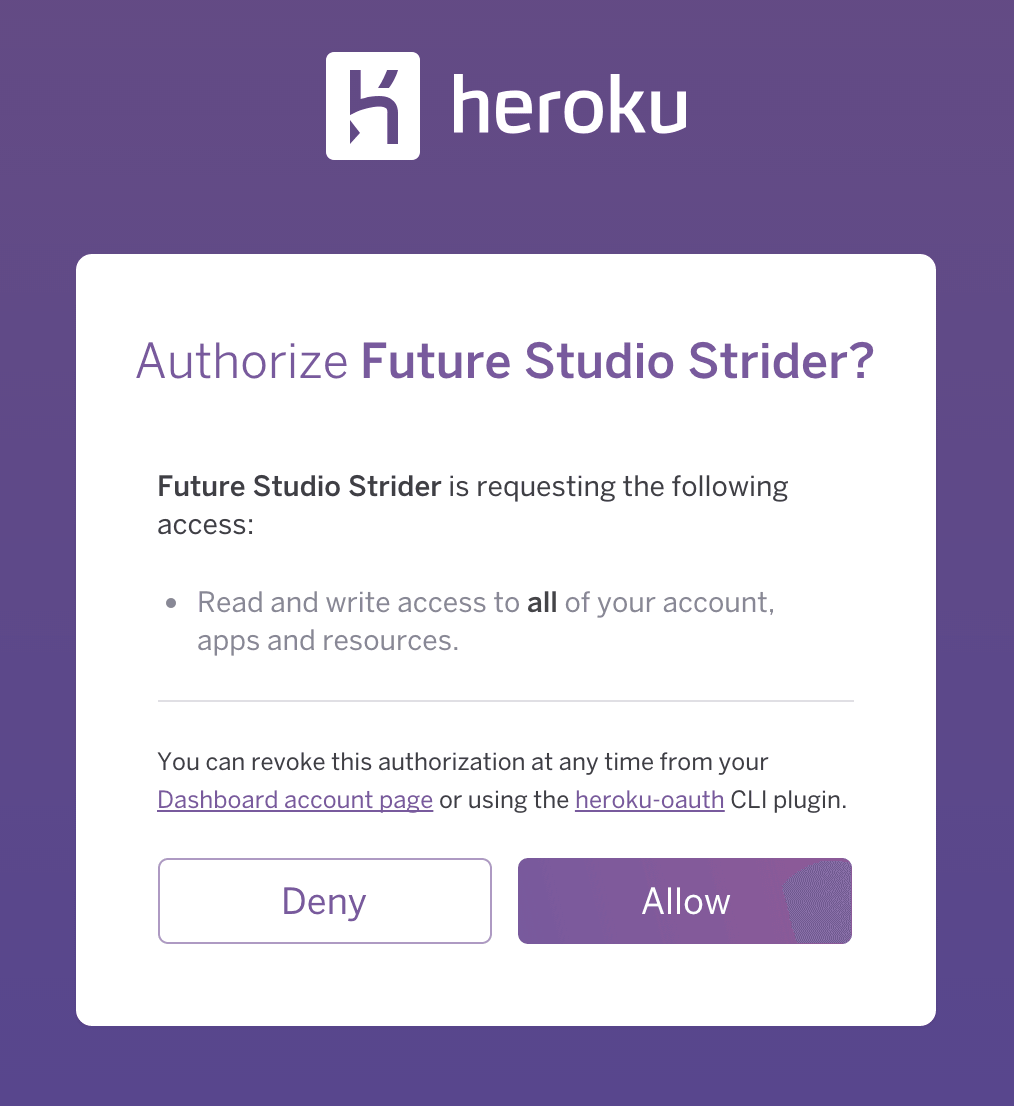 heroku
Authorize Future Studio Strider?
Future Studio Strider is requesting the following
access:
• Read and write access to all of your account,
apps and resources.
You can revoke this authorization at any time from your
Dashboard account page or using the heroku-oauth CLI plugin.
Deny
Allow